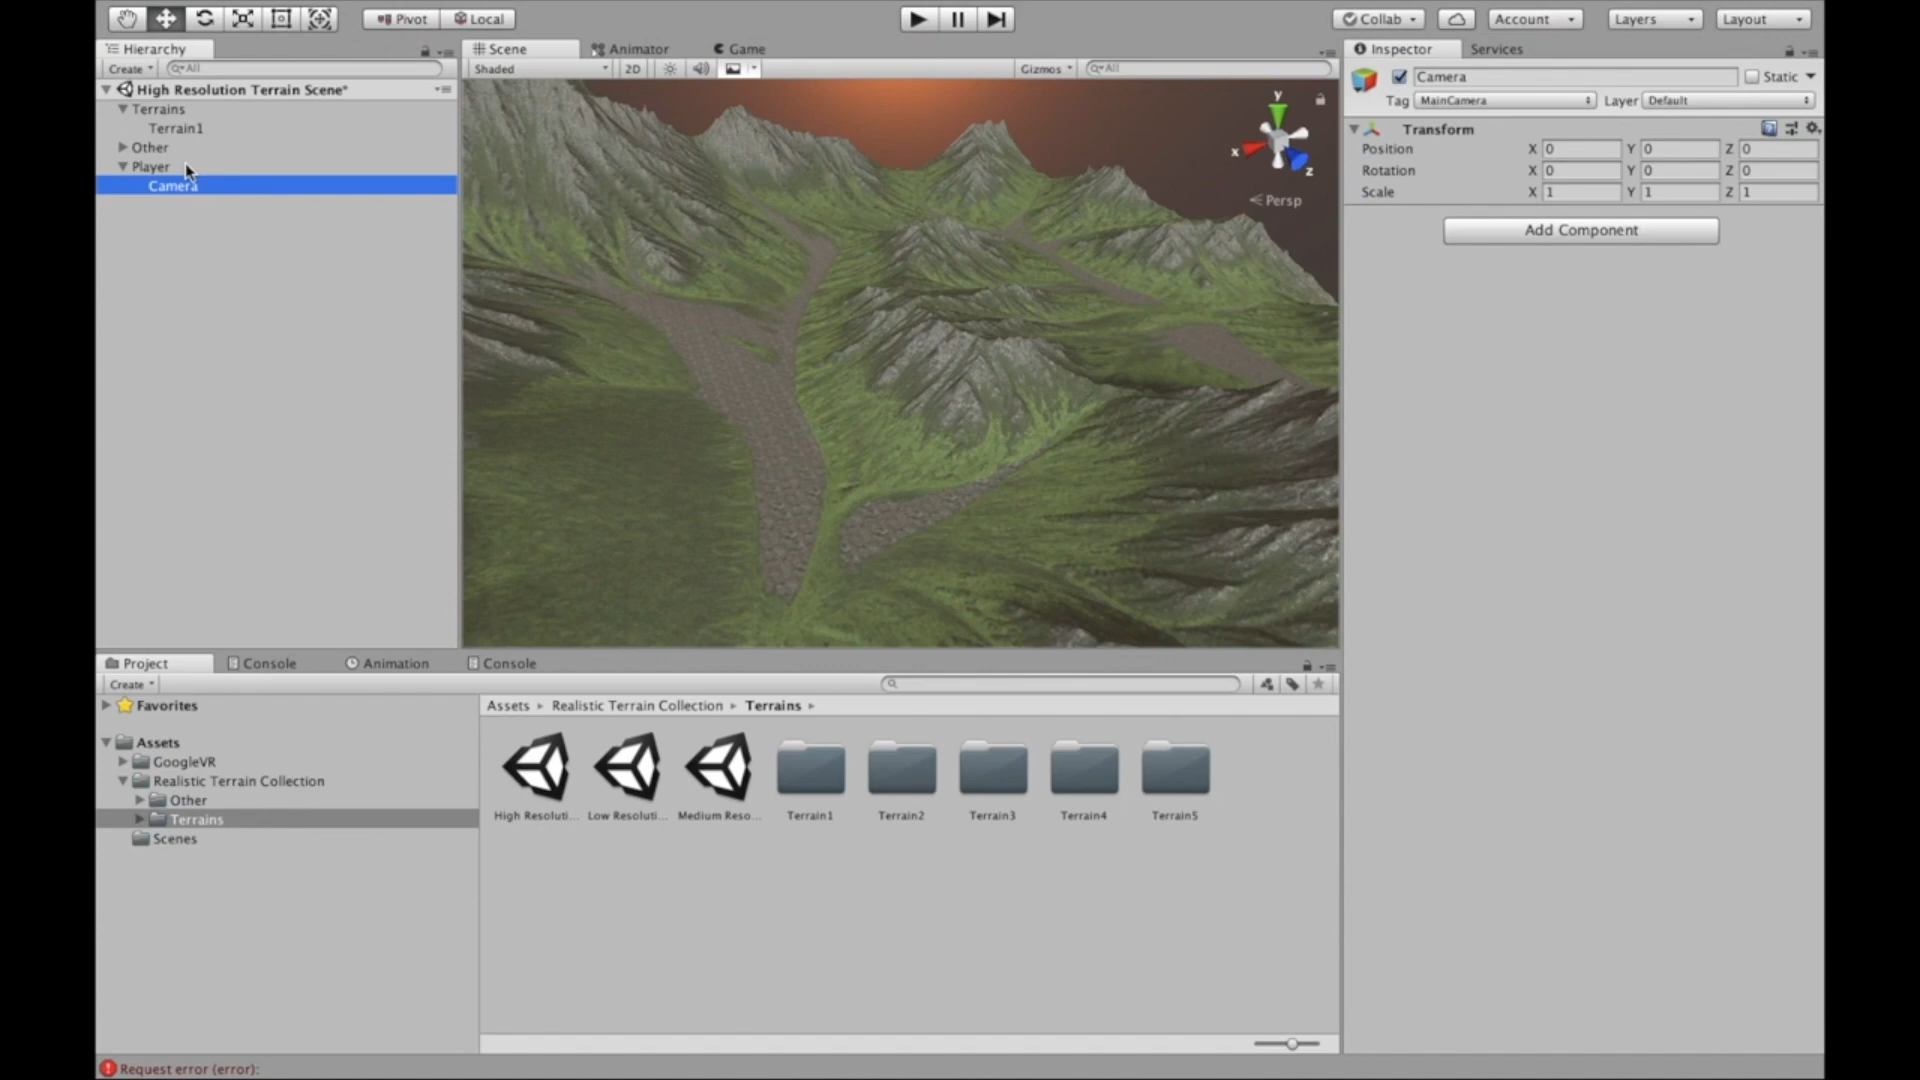 Pivot Local Collab Account Layers Layout
Hierarchy
Create All
High Resolution Terrain Scene*
Terrains
Terrain1
Other
Player
Camera
Scene Animator Game
Shaded 2D Gizmos All
y
x
z
Persp
Inspector Services
Camera Static
Tag MainCamera Layer Default
Transform
Position X 0 Y 0 Z 0
Rotation X 0 Y 0 Z 0
Scale X 1 Y 1 Z 1
Add Component
Project Console Animation Console
Create
Favorites
Assets
GoogleVR
Realistic Terrain Collection
Other
Terrains
Scenes
Assets Realistic Terrain Collection Terrains
High Resoluti... Low Resoluti... Medium Reso... Terrain1 Terrain2 Terrain3 Terrain4 Terrain5
Request error (error):